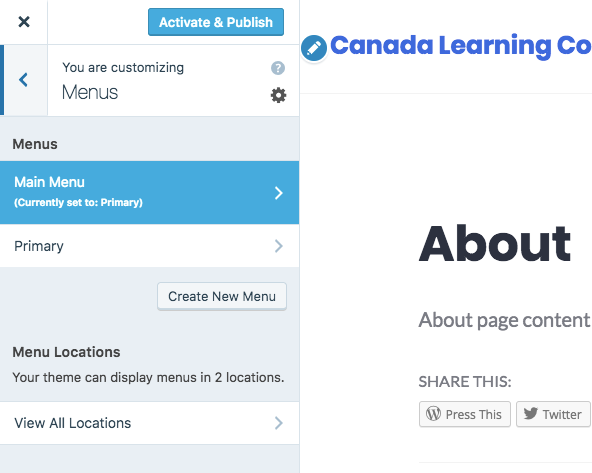 Activate & Publish
You are customizing
Menus
Menus
Main Menu
(Currently set to: Primary)
Primary
Create New Menu
Menu Locations
Your theme can display menus in 2 locations.
View All Locations
Canada Learning Co
About
About page content
SHARE THIS:
Press This
Twitter